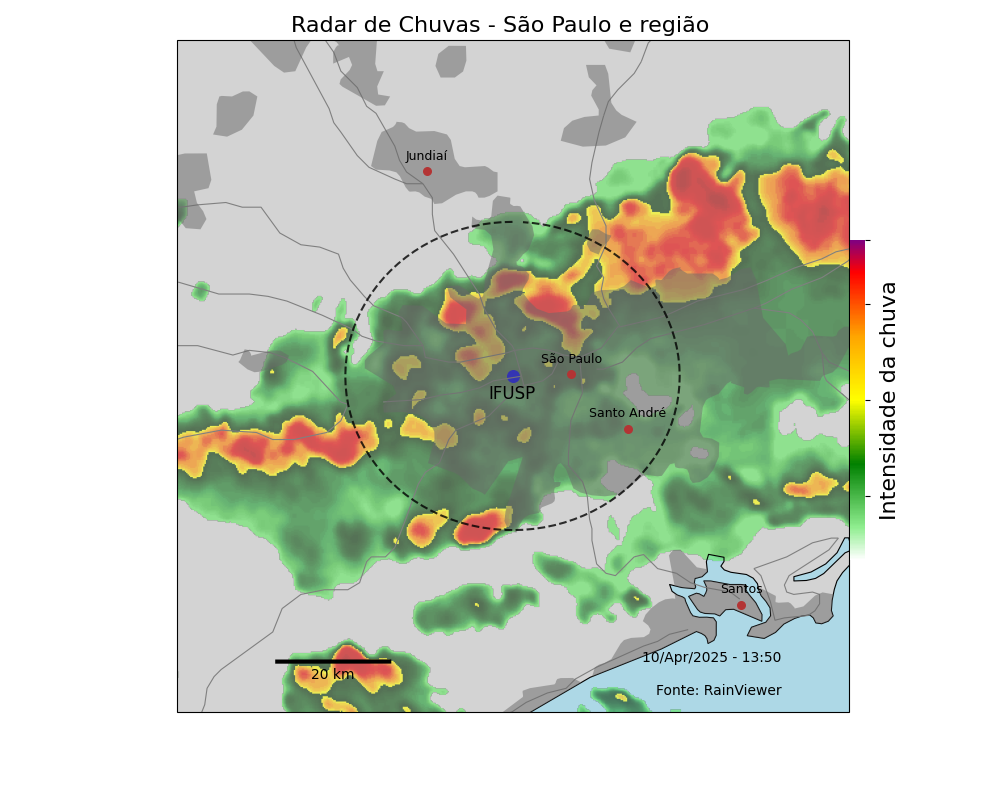 Radar de Chuvas - São Paulo e região
Jundiaí
São Paulo
IFUSP
Santo André
Intensidade da chuva
Santos
10/Apr/2025 - 13:50
20 km
Fonte: RainViewer